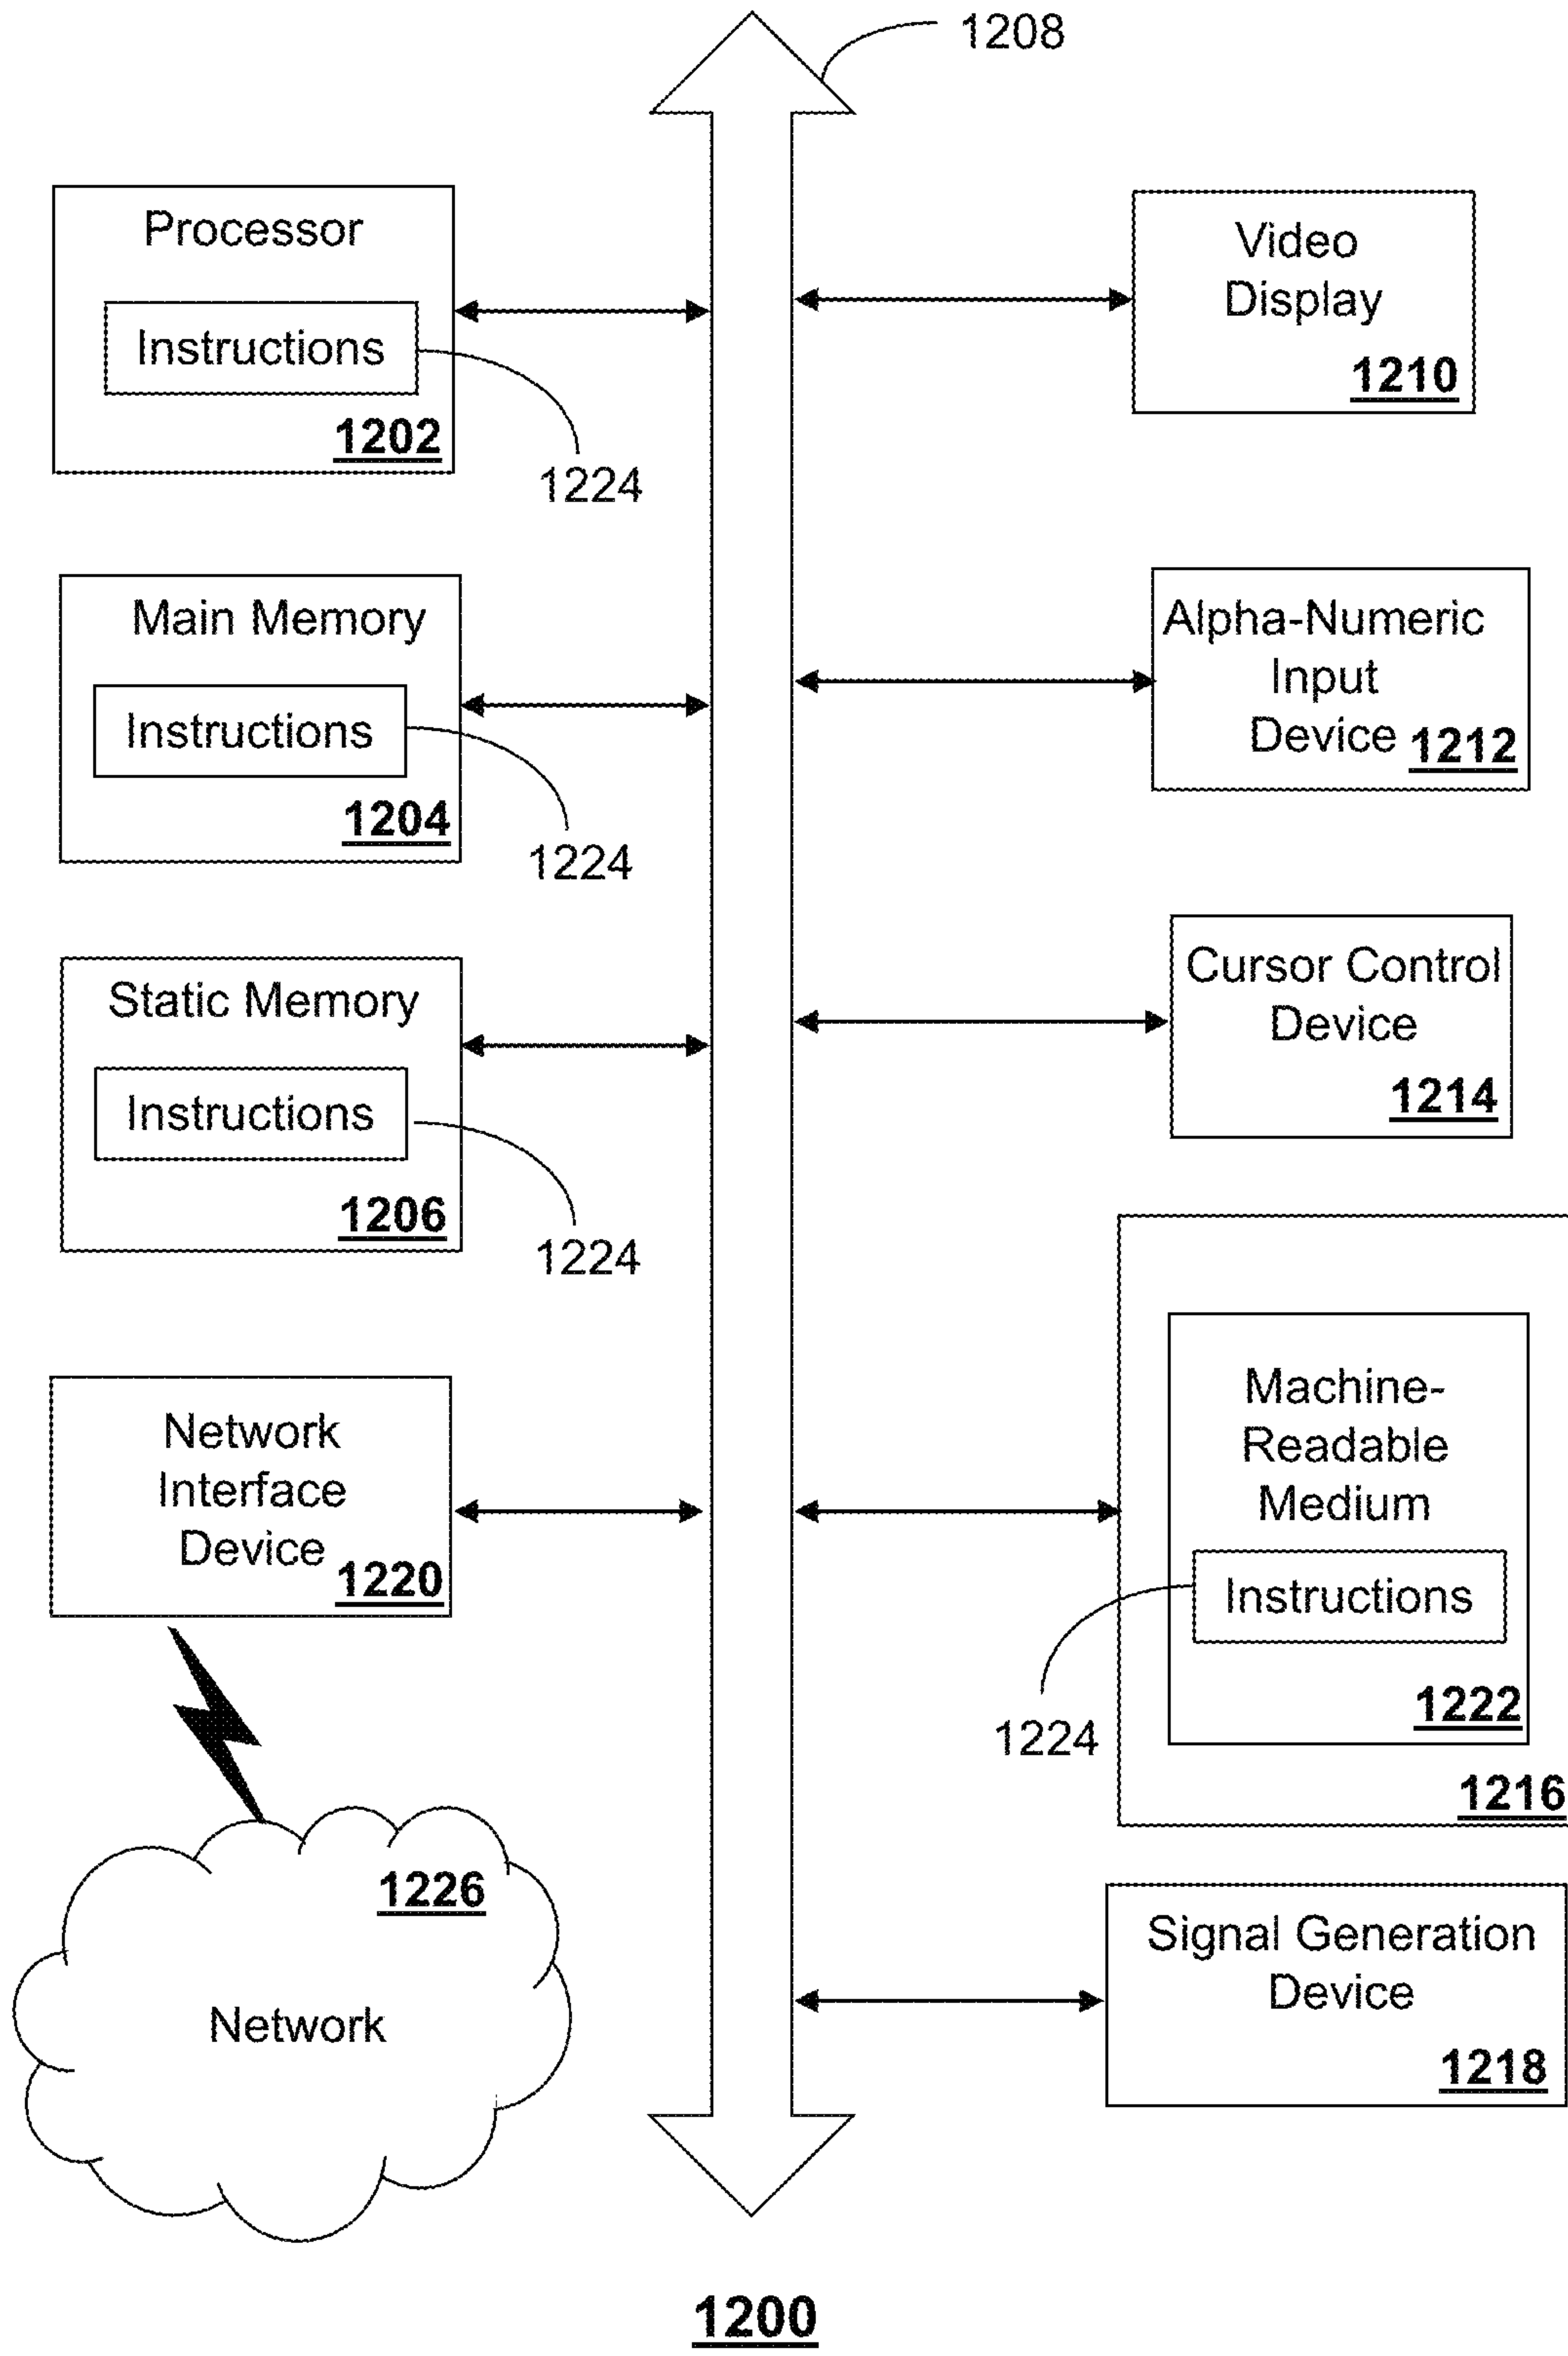 1208
Processor
Instructions
1202
1224
Main Memory
Instructions
1204
1224
Static Memory
Instructions
1206
1224
Network
Interface
Device
1220
1226
Network
Video
Display
1210
Alpha-Numeric
Input
Device
1212
Cursor Control
Device
1214
Machine-
Readable
Medium
Instructions
1222
1224
1216
Signal Generation
Device
1218
1200